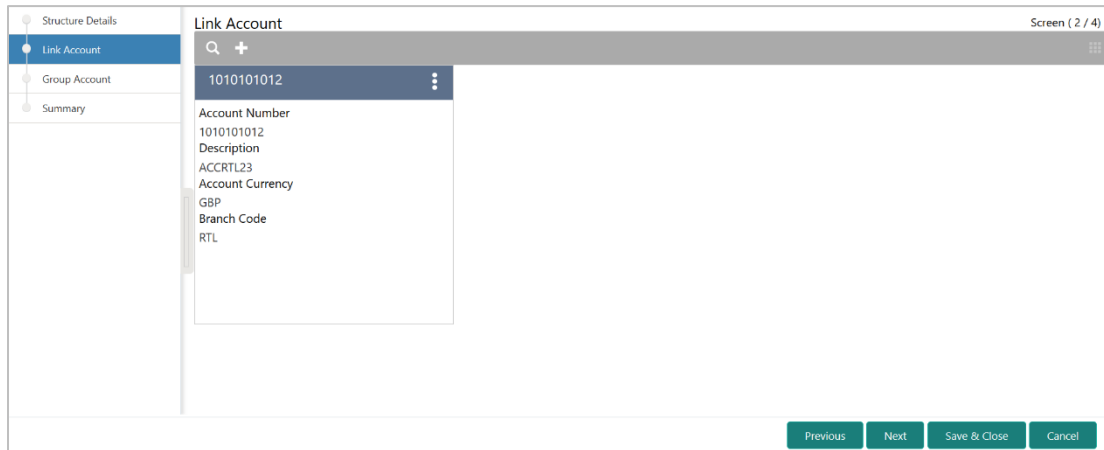 Structure Details
Link Account
Group Account
Summary
Link Account
Screen ( 2 / 4)
1010101012
Account Number
1010101012
Description
ACCRTL23
Account Currency
GBP
Branch Code
RTL
Previous
Next
Save & Close
Cancel